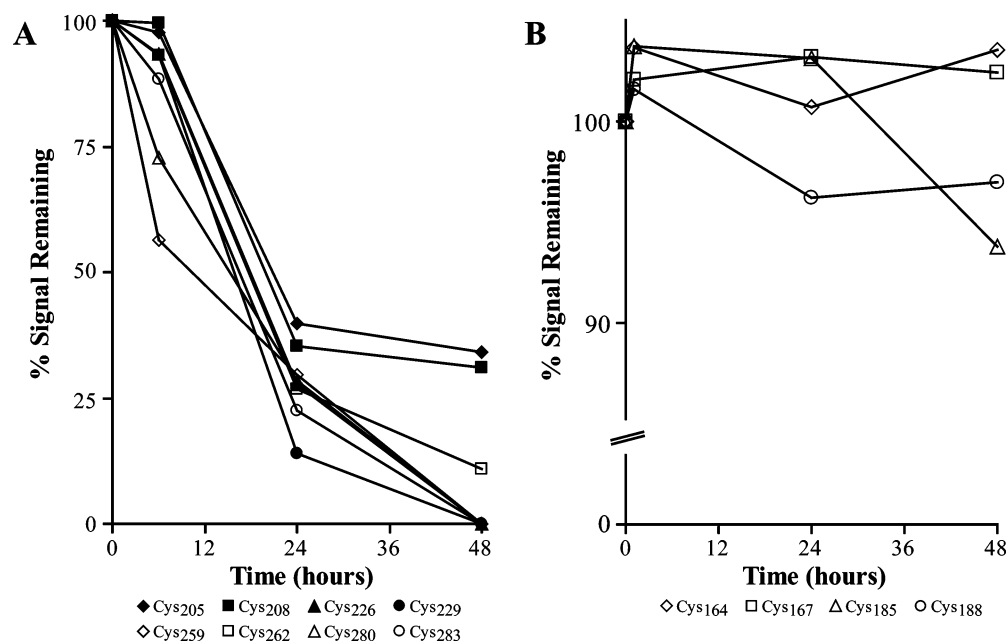 A
% Signal Remaining
100
75
50
25
0
0 12 24 36 48
Time (hours)
Cys205 Cys208 Cys226 Cys229
Cys259 Cys262 Cys280 Cys283
B
% Signal Remaining
100
90
0
0 12 24 36 48
Time (hours)
Cys164 Cys167 Cys185 Cys188